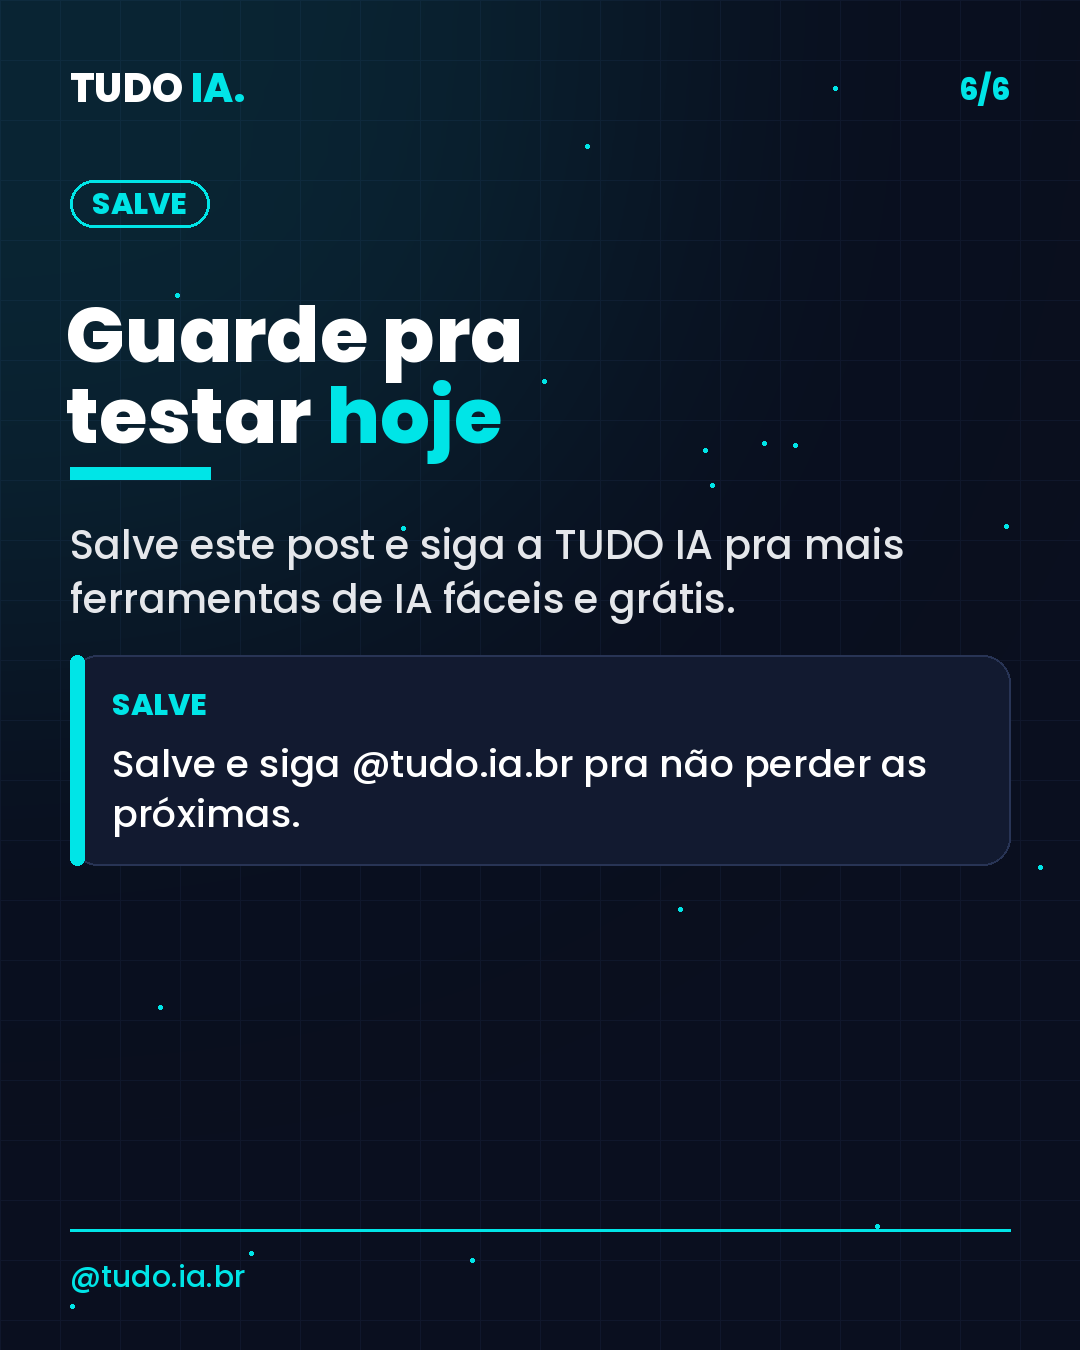 TUDO IA.
6/6
SALVE
Guarde pra
testar hoje
Salve este post e siga a TUDO IA pra mais
ferramentas de IA fáceis e grátis.
SALVE
Salve e siga @tudo.ia.br pra não perder as
próximas.
@tudo.ia.br